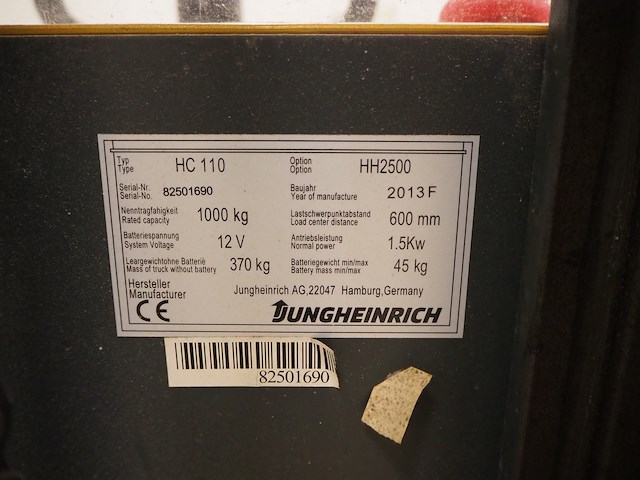 Typ HC 110 Option HH2500
Type Option
Serial-Nr. 82501690 Baujahr 2013 F
Serial-No. Year of manufacture
Nenntragfahigkeit 1000 kg Lastschwerpunktabstand 600 mm
Rated capacity Load center distance
Batteriespannung 12 V Antriebsleistung 1.5Kw
System Voltage Normal power
Leargewichtohne Batterië 370 kg Batteriegewicht min/max 45 kg
Mass of truck without battery Battery mass min/max
Hersteller Jungheinrich AG,22047 Hamburg,Germany
Manufacturer
CE JUNGHEINRICH
82501690